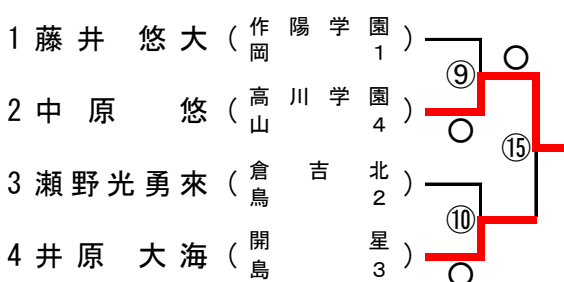 1 藤井 悠大 (作陽学園 岡 1)
⑨ ○
2 中原 悠 (高川学園 山 4)
○
⑮
3 瀬野光勇來 (倉吉北 鳥 2)
⑩
4 井原 大海 (開星 島 3)
○